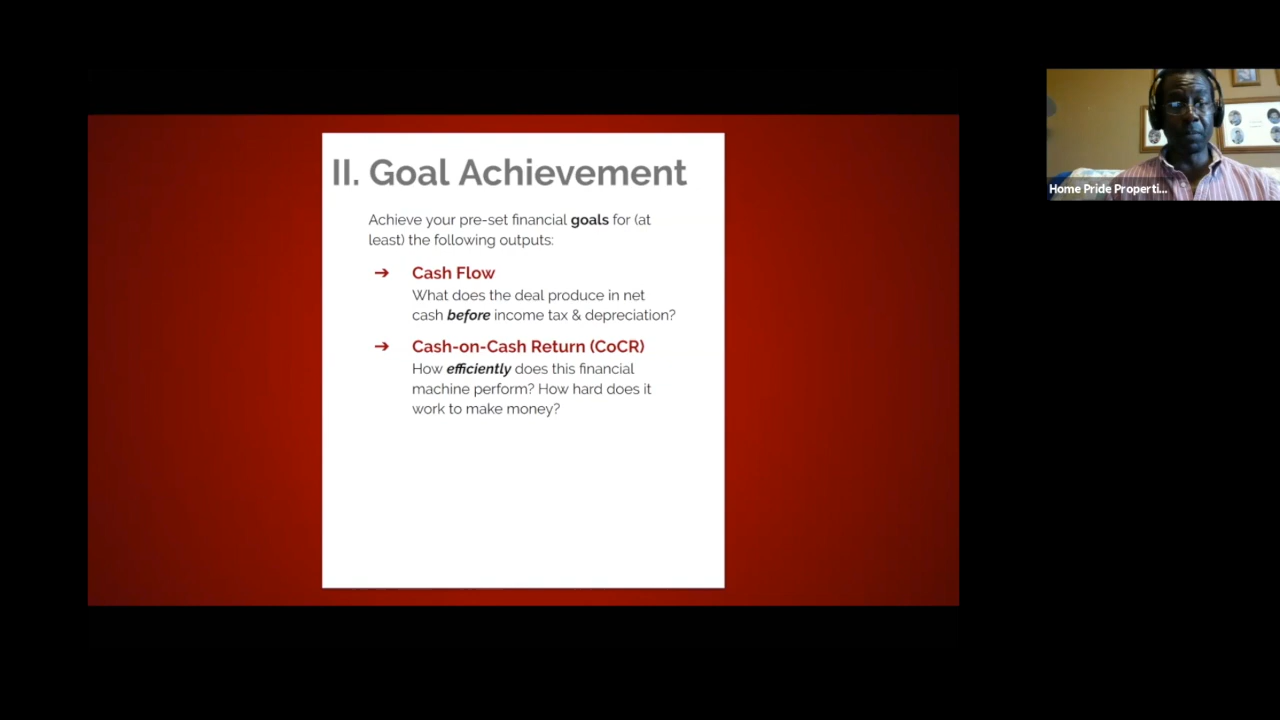 II. Goal Achievement
Achieve your pre-set financial goals for (at
least) the following outputs:
➔ Cash Flow
What does the deal produce in net
cash before income tax & depreciation?
➔ Cash-on-Cash Return (CoCR)
How efficiently does this financial
machine perform? How hard does it
work to make money?
Home Pride Properti...